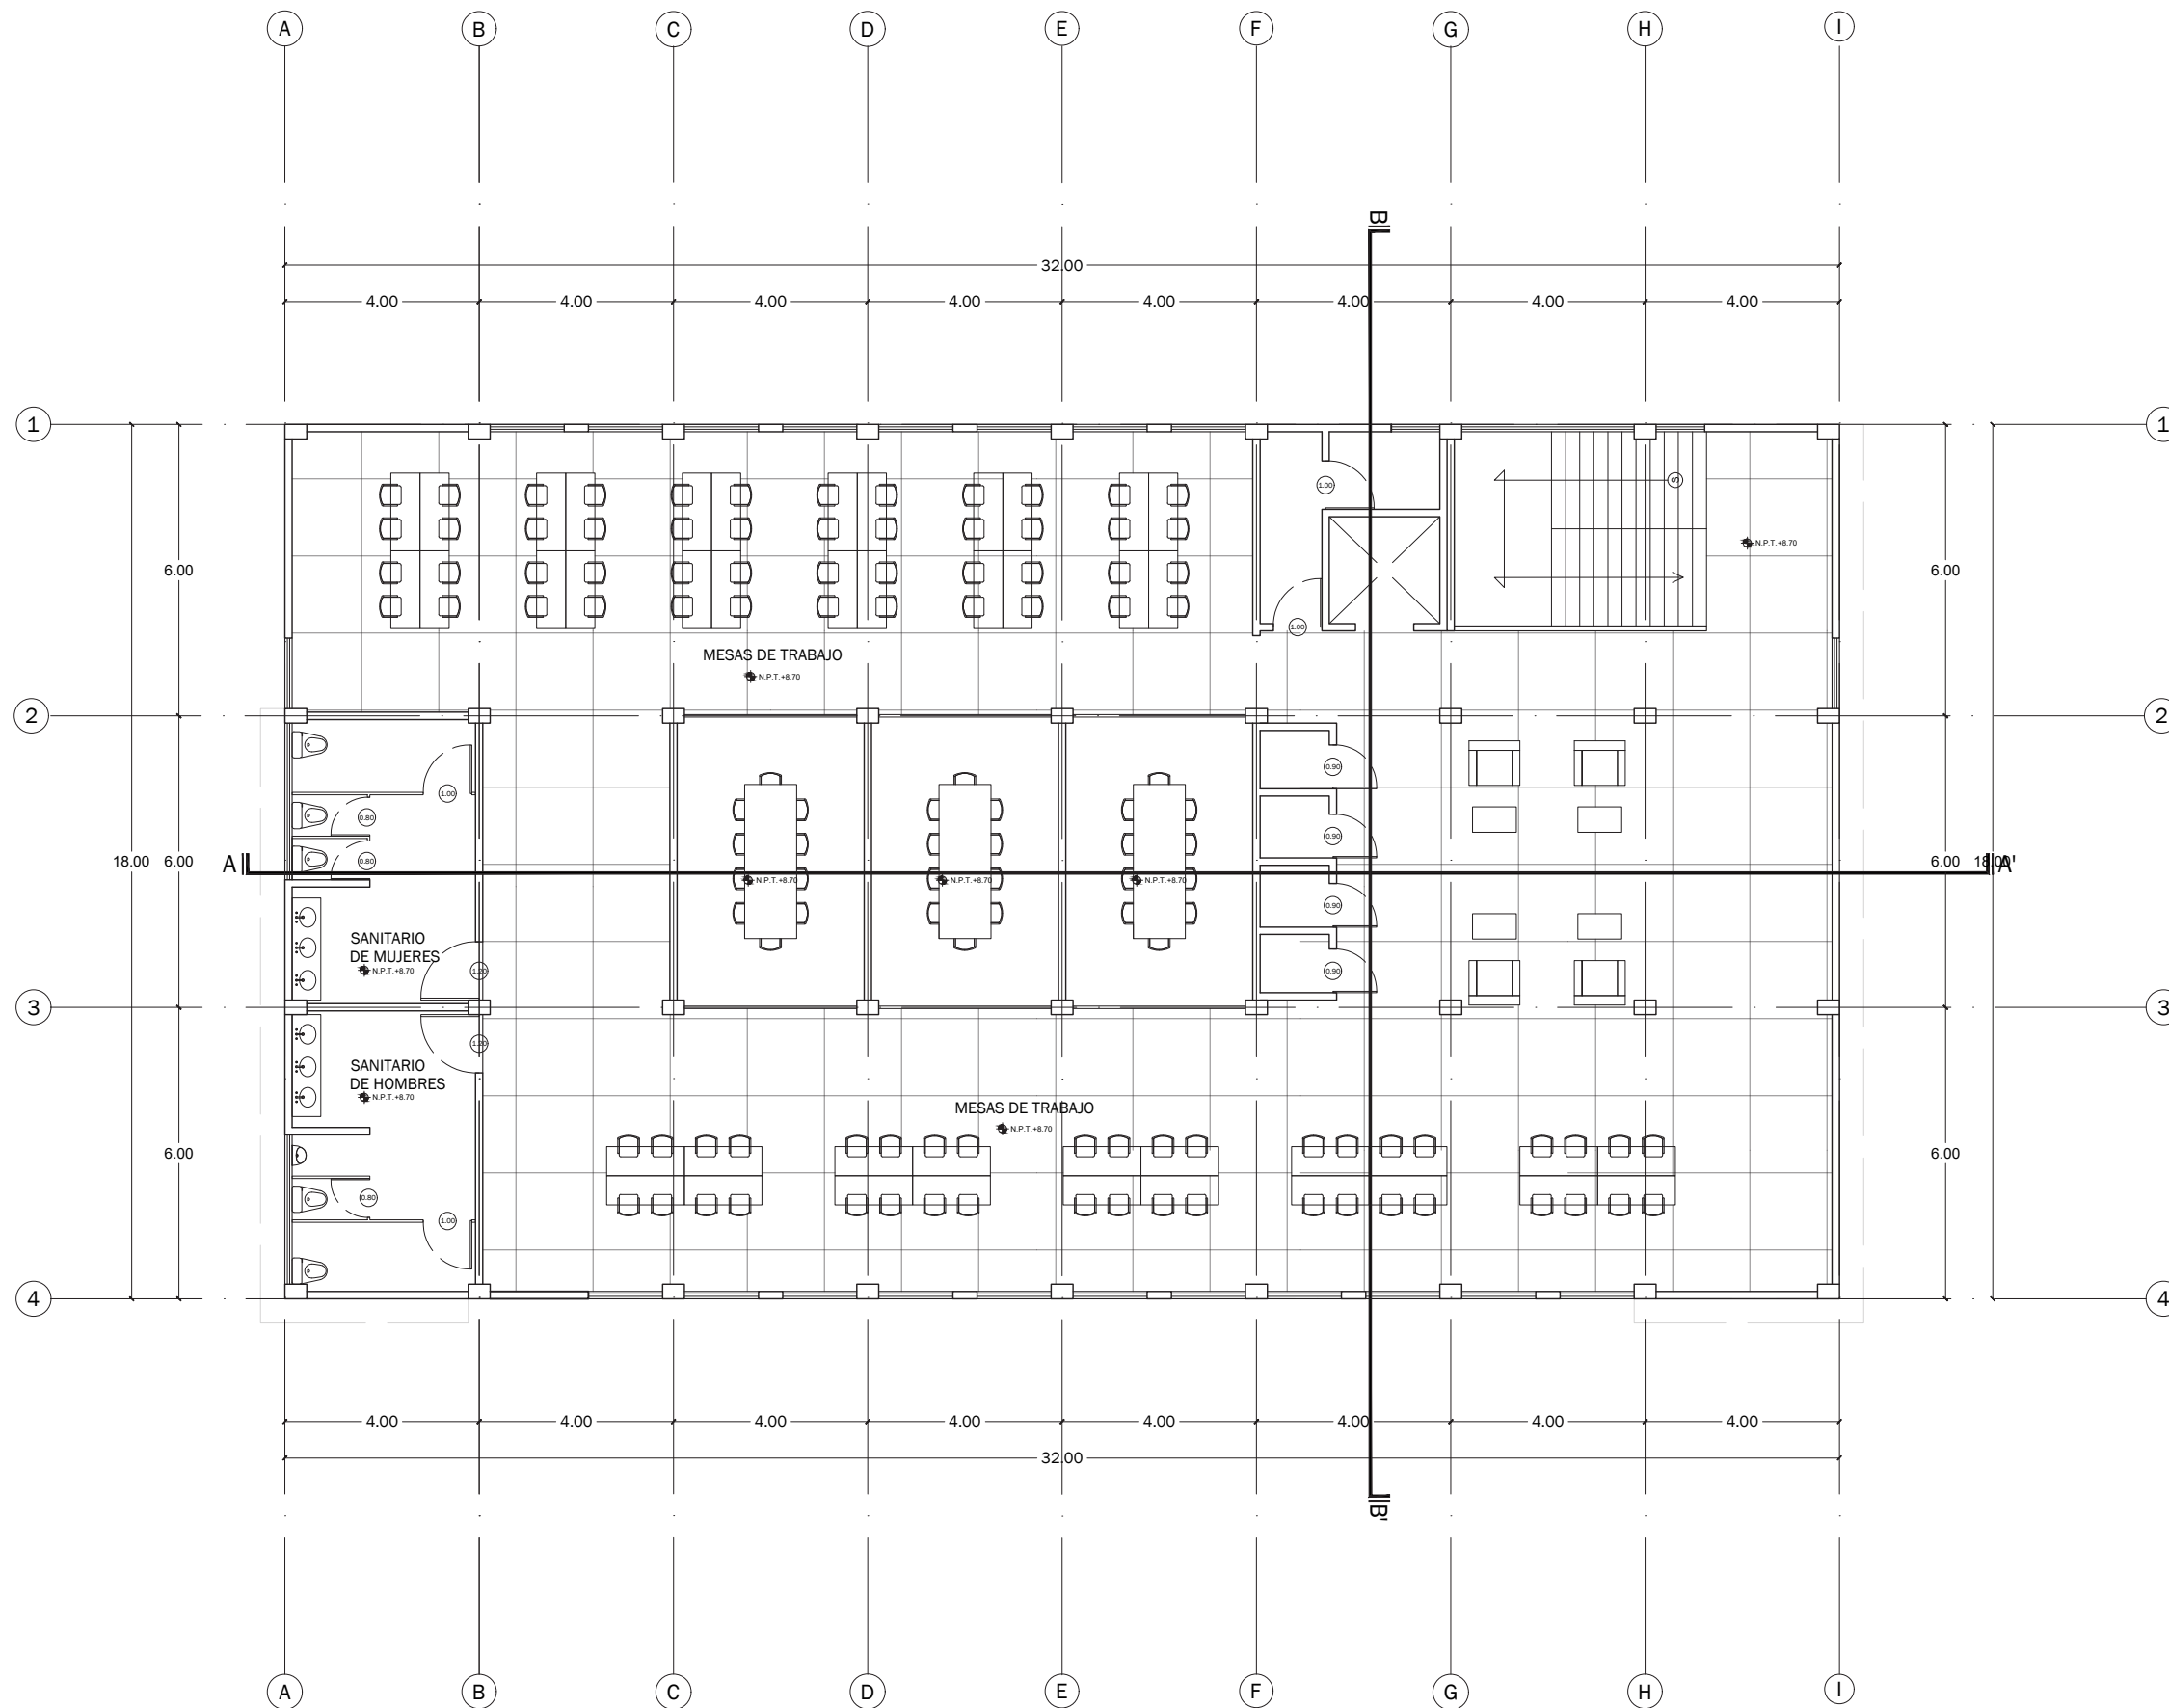 A B C D E F G H I
B
32.00
4.00 4.00 4.00 4.00 4.00 4.00 4.00 4.00
1 1
1.00
S
N.P.T.+8.70
6.00 6.00
1.00
MESAS DE TRABAJO
N.P.T.+8.70
2 2
0.90
1.00
0.80
0.90
18.00 6.00 0.80 6.00 18.00
A A'
N.P.T.+8.70 N.P.T.+8.70 N.P.T.+8.70
0.90
SANITARIO
DE MUJERES
N.P.T.+8.70 1.20 0.90
3 3
1.20
SANITARIO
DE HOMBRES
N.P.T.+8.70
MESAS DE TRABAJO
N.P.T.+8.70
6.00 6.00
0.80
1.00
4 4
4.00 4.00 4.00 4.00 4.00 4.00 4.00 4.00
32.00
B'
A B C D E F G H I